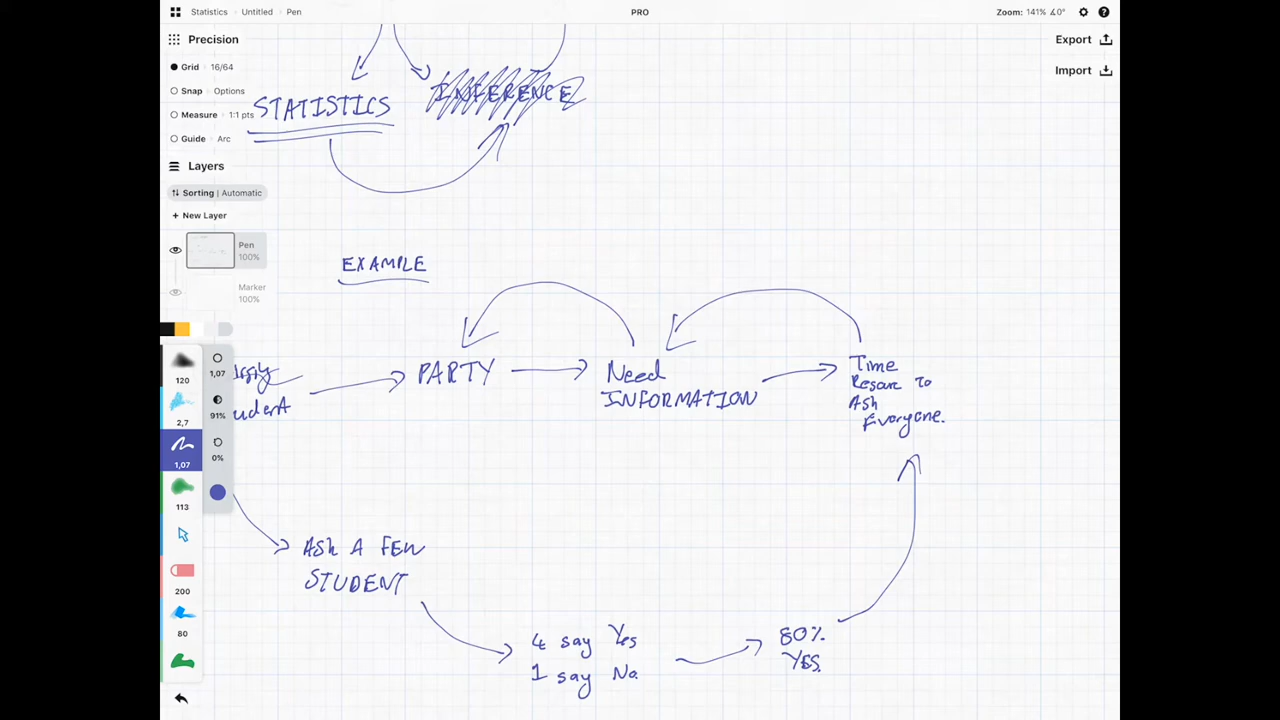 Statistics Untitled Pen
PRO
Zoom: 141% ∡0°
Precision
Grid 16/64
Snap Options
Measure 1:1 pts
Guide Arc
Layers
Sorting | Automatic
+ New Layer
Pen
100%
Marker
100%
120
2,7
1,07
113
200
80
1,07
91%
0%
Export
Import
STATISTICS
INFERENCE
EXAMPLE
PARTY
Need
INFORMATION
Time
to
Ask
Everyone.
ASK A FEW
STUDENT
4 say Yes
1 say No
80%
YES.